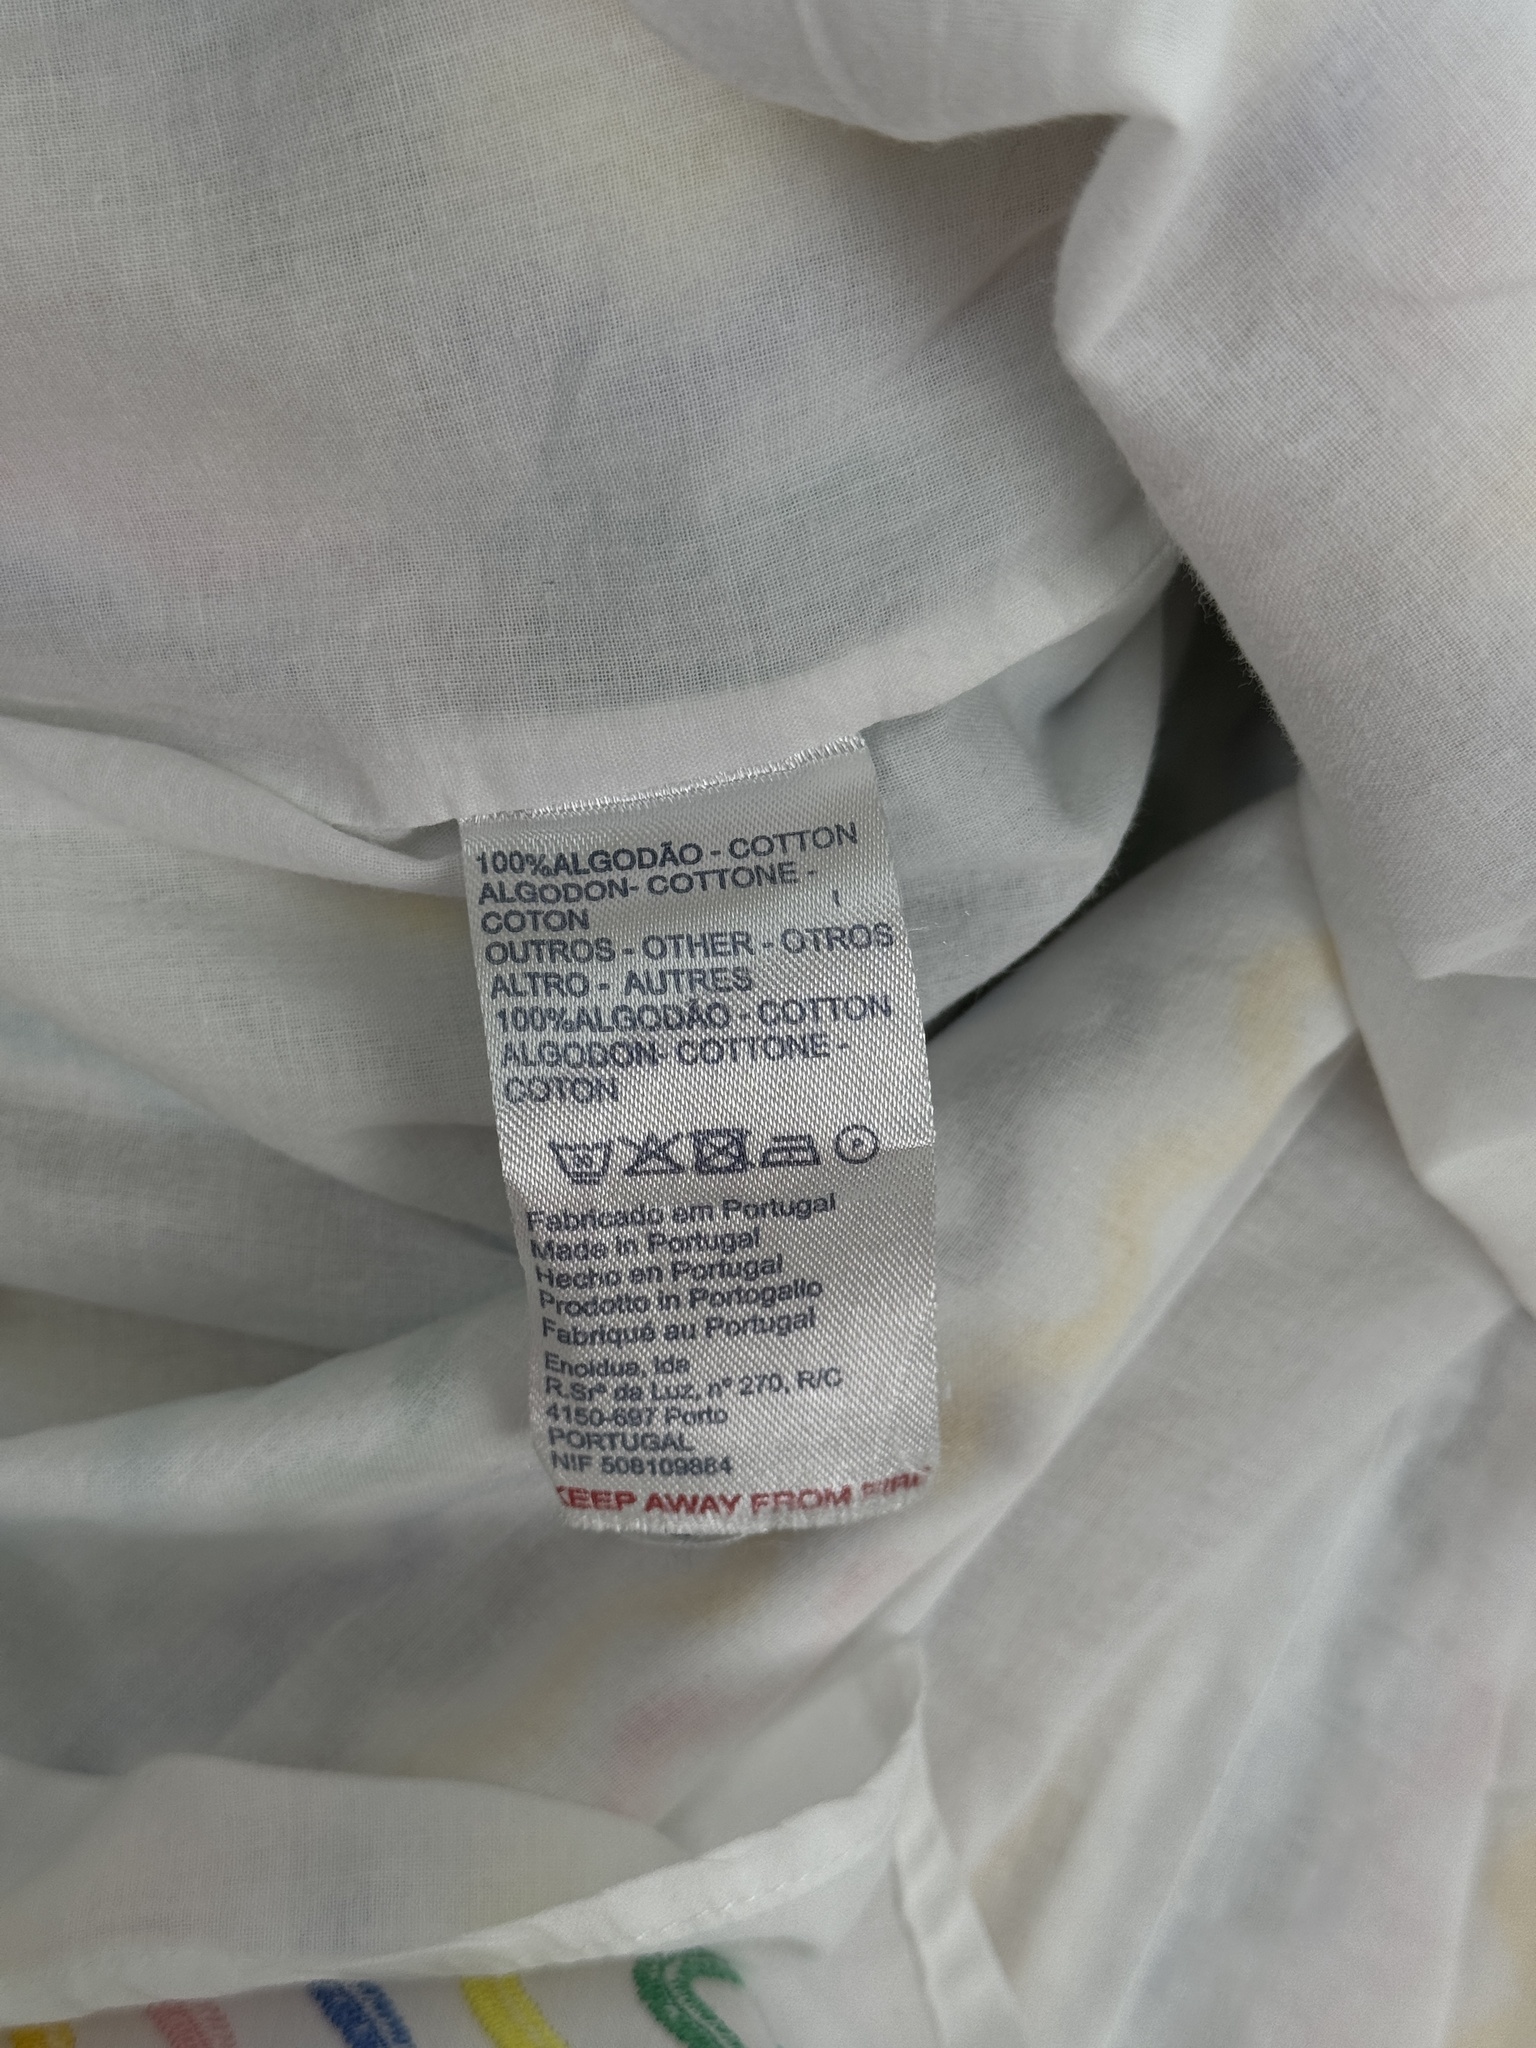 100%ALGODÃO - COTTON
ALGODON- COTTONE -
COTON
OUTROS - OTHER - OTROS
ALTRO - AUTRES
100%ALGODÃO - COTTON
ALGODON- COTTONE -
COTON
P
Fabricado em Portugal
Made in Portugal
Hecho en Portugal
Prodotto in Portogallo
Fabriqué au Portugal
Enoidua, lda
R.Srª da Luz, nº 270, R/C
4150-697 Porto
PORTUGAL
NIF 508109884
KEEP AWAY FROM FIRE